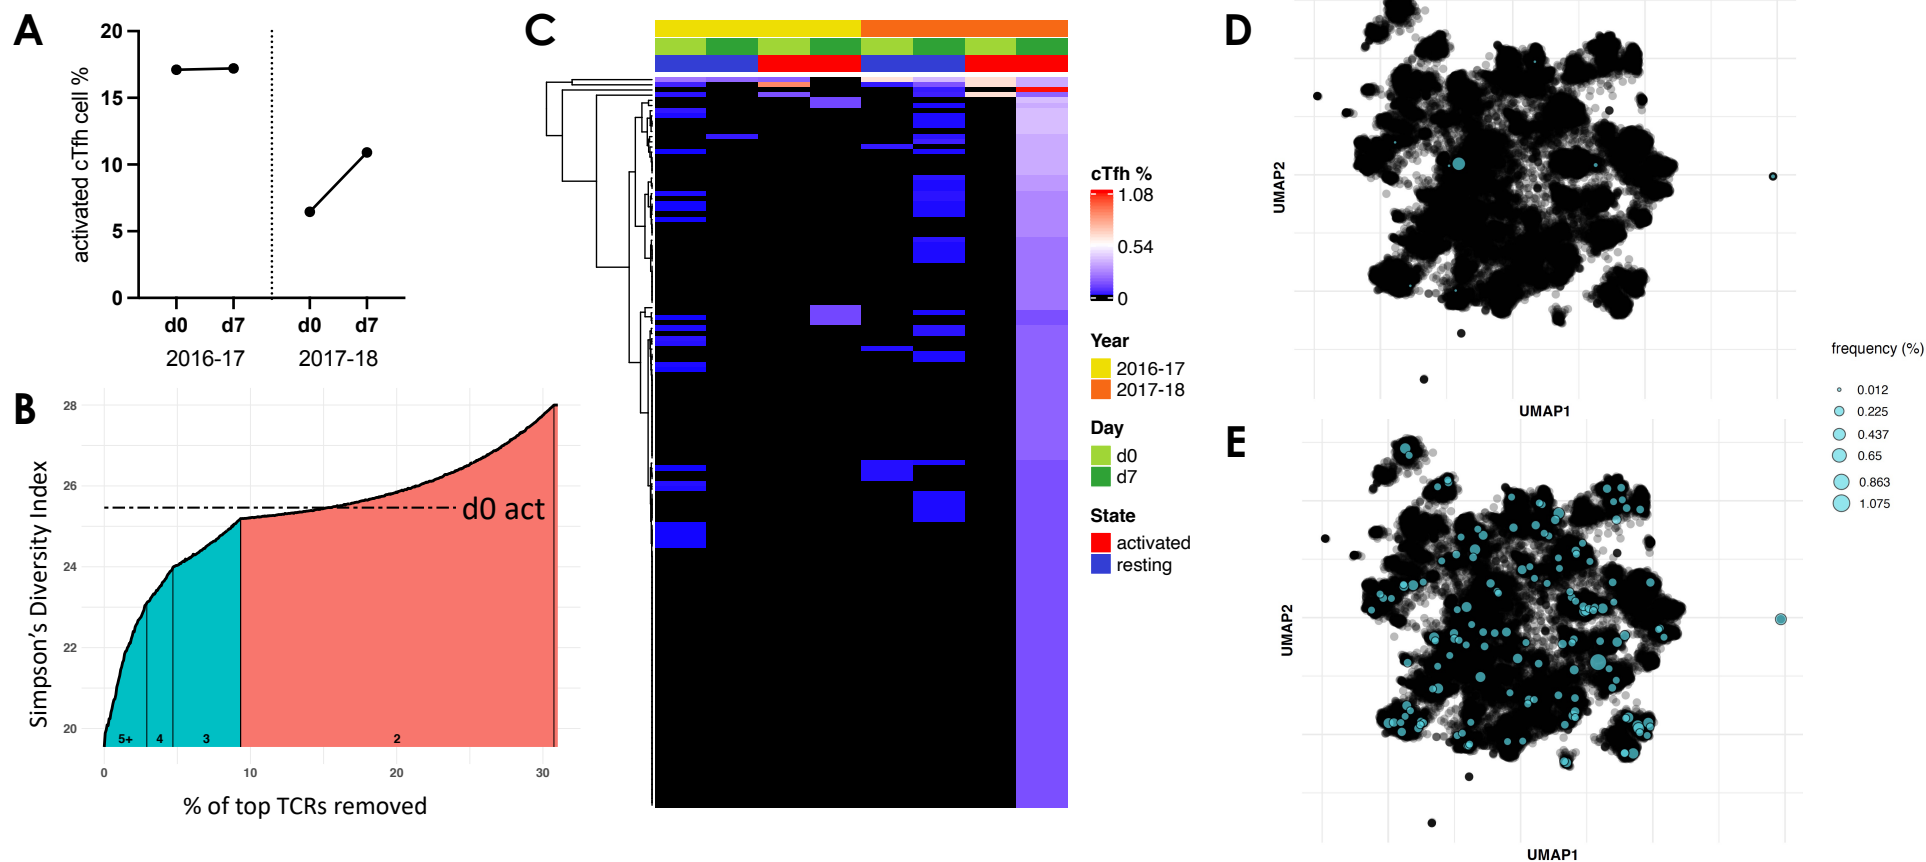 A
activated cTfh cell %
20
15
10
5
0
d0 d7 d0 d7
2016-17 2017-18
B
Simpson's Diversity Index
28
26
24
22
20
d0 act
5+ 4 3 2
0 10 20 30
% of top TCRs removed
C
cTfh %
1.08
0.54
0
Year
2016-17
2017-18
Day
d0
d7
State
activated
resting
D
UMAP2
UMAP1
E
UMAP2
UMAP1
frequency (%)
0.012
0.225
0.437
0.65
0.863
1.075